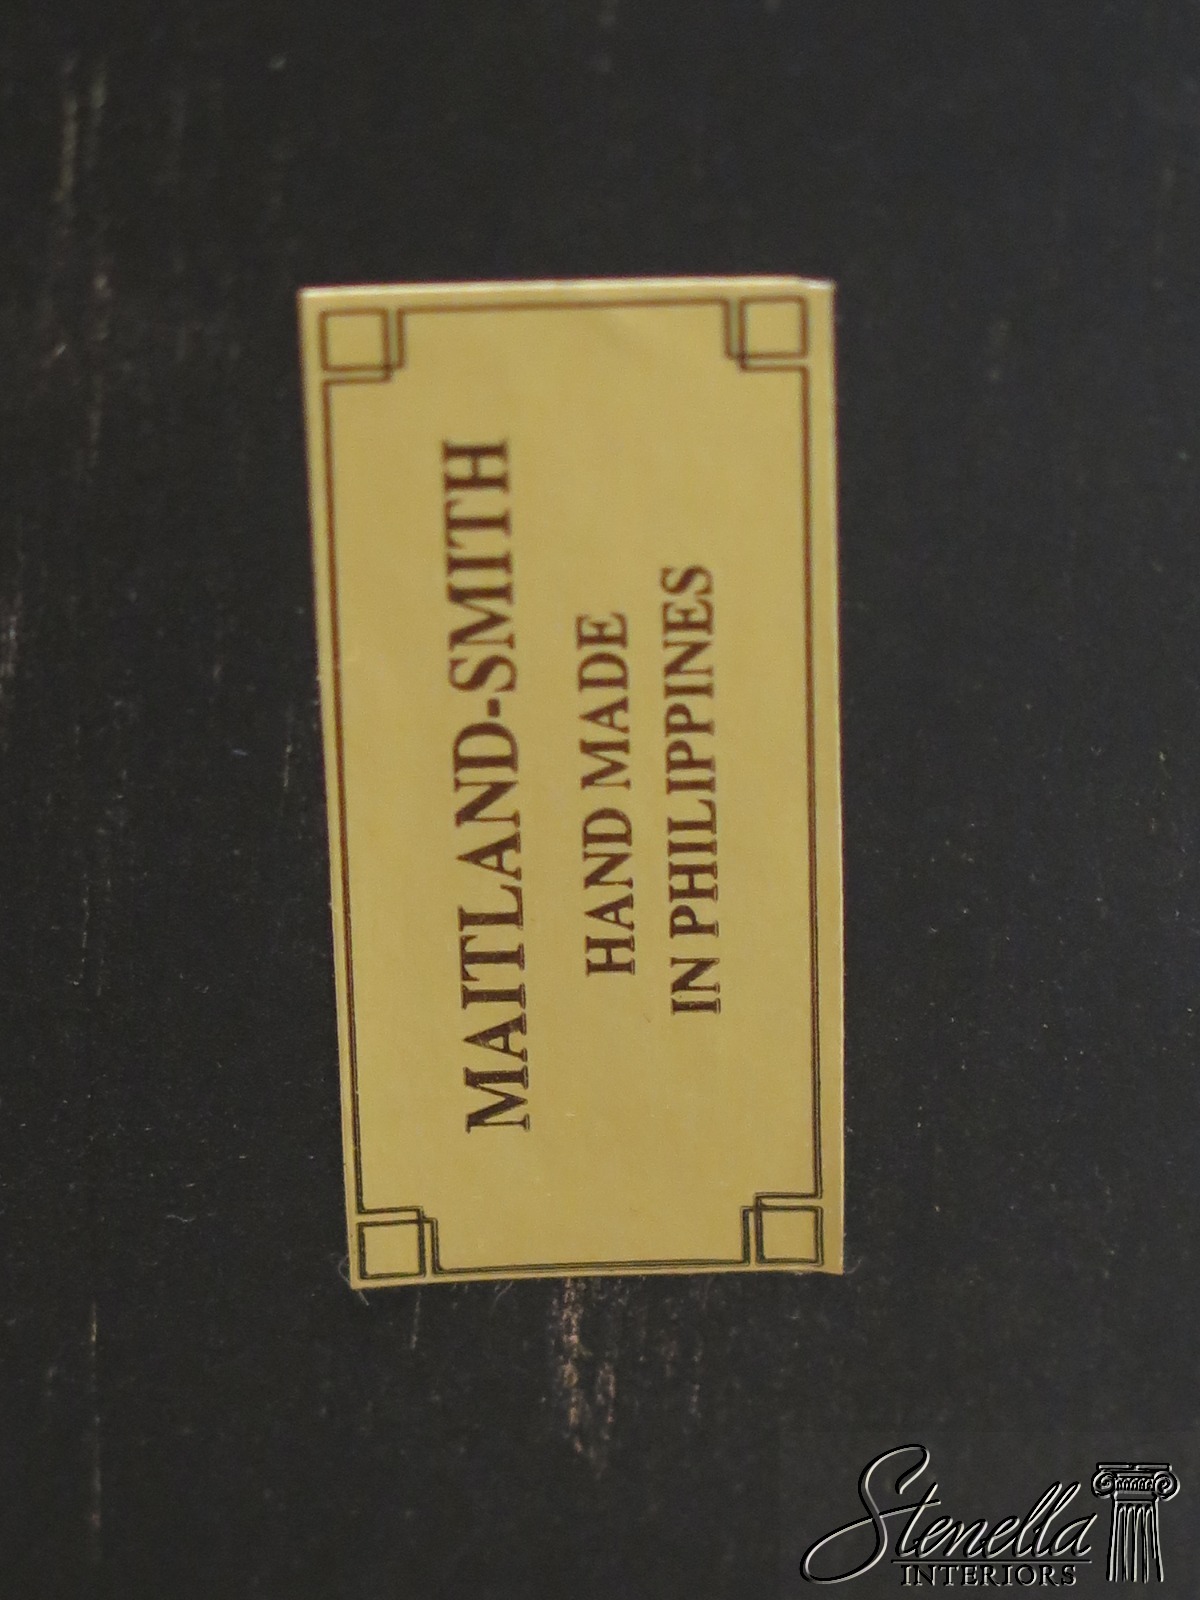 MAITLAND-SMITH
HAND MADE
IN PHILIPPINES
Stenella
INTERIORS